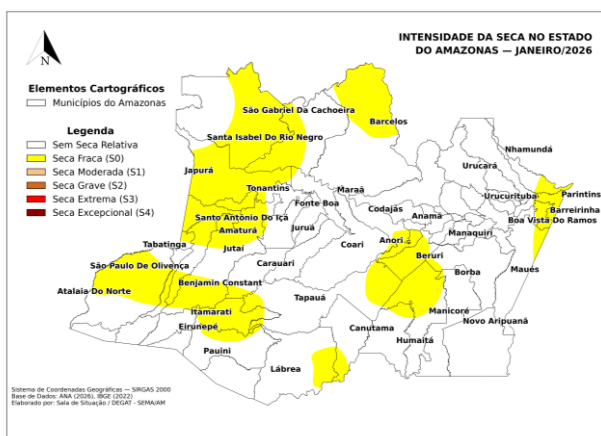 INTENSIDADE DA SECA NO ESTADO
DO AMAZONAS — JANEIRO/2026
N
Elementos Cartográficos
Municípios do Amazonas
Legenda
Sem Seca Relativa
Seca Fraca (S0)
Seca Moderada (S1)
Seca Grave (S2)
Seca Extrema (S3)
Seca Excepcional (S4)
São Gabriel Da Cachoeira
Barcelos
Santa Isabel Do Rio Negro
Nhamundá
Urucará
Japurá
Tonantins
Maraã
Urucurituba
Parintins
Fonte Boa
Codajás
Anamã
Barreirinha
Santo Antônio Do Içá
Boa Vista Do Ramos
Amaturá
Juruá
Manaquiri
Tabatinga
Jutaí
Coari
Anori
Beruri
São Paulo De Olivença
Carauari
Borba
Maués
Atalaia Do Norte
Benjamin Constant
Tapauá
Itamarati
Manicoré
Novo Aripuanã
Eirunepé
Canutama
Humaitá
Pauini
Lábrea
Sistema de Coordenadas Geográficas — SIRGAS 2000
Base de Dados: ANA (2026), IBGE (2022)
Elaborado por: Sala de Situação / DEGAT - SEMA/AM